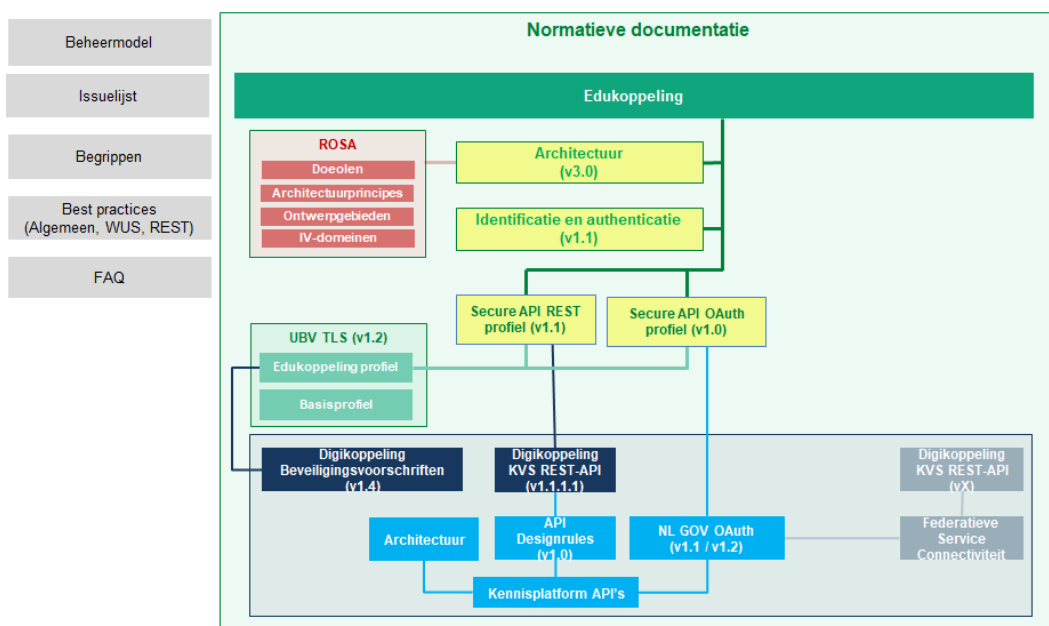 Beheermodel
Issuelijst
Begrippen
Best practices
(Algemeen, WUS, REST)
FAQ
Normatieve documentatie
Edukoppeling
ROSA
Doeolen
Architectuurprincipes
Ontwerpgebieden
IV-domeinen
Architectuur
(v3.0)
Identificatie en authenticatie
(v1.1)
Secure API REST
profiel (v1.1)
Secure API OAuth
profiel (v1.0)
UBV TLS (v1.2)
Edukoppeling profiel
Basisprofiel
Digikoppeling
Beveiligingsvoorschriften
(v1.4)
Digikoppeling
KVS REST-API
(v1.1.1.1)
Digikoppeling
KVS REST-API
(vX)
Architectuur
API
Designrules
(v1.0)
NL GOV OAuth
(v1.1 / v1.2)
Federatieve
Service
Connectiviteit
Kennisplatform API's